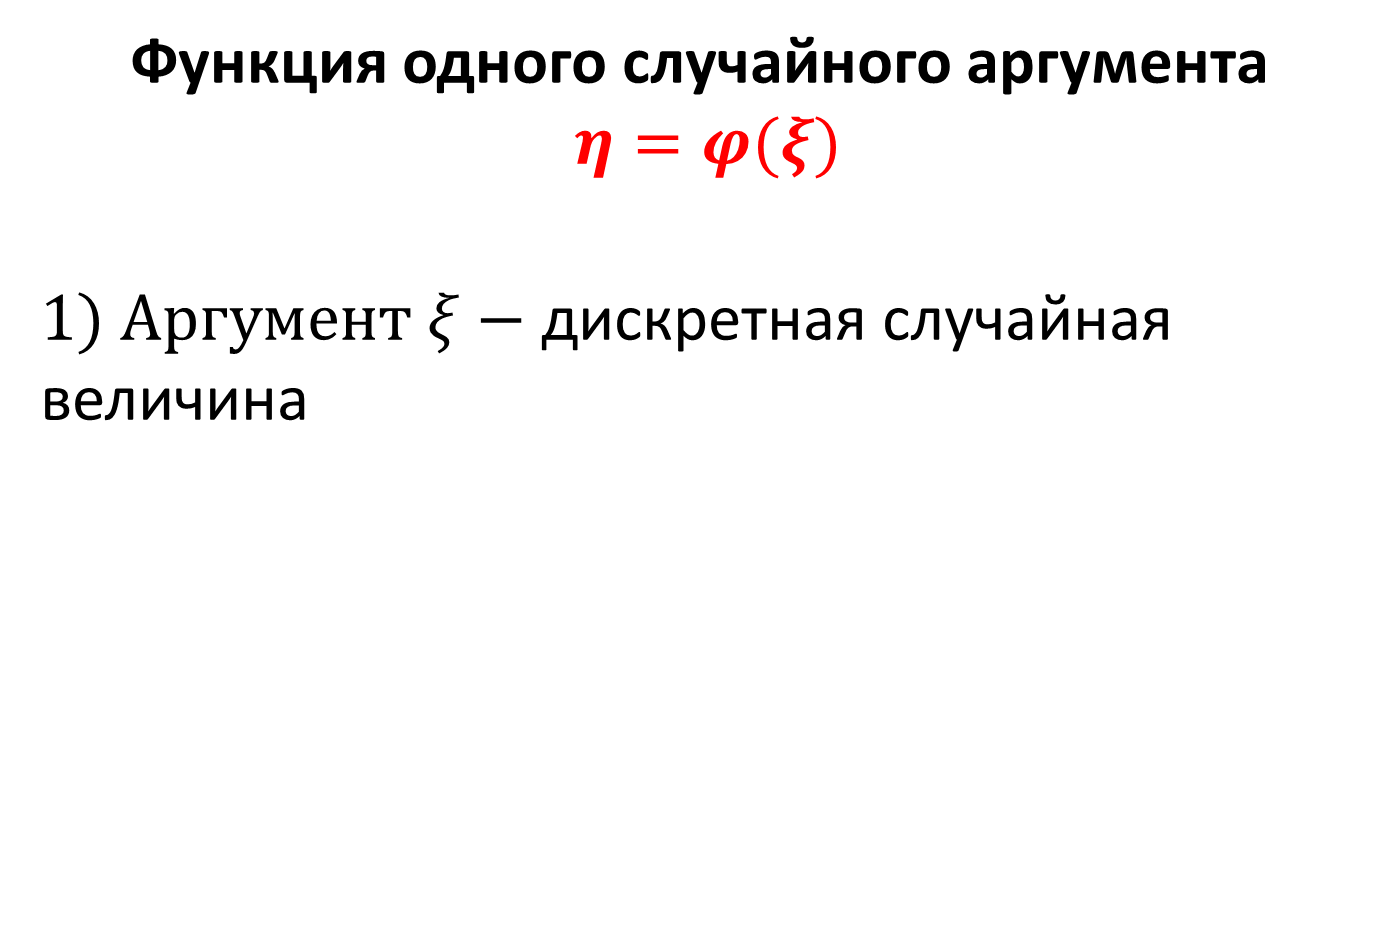 Функция одного случайного аргумента
η = φ(ξ)
1) Аргумент ξ − дискретная случайная
величина